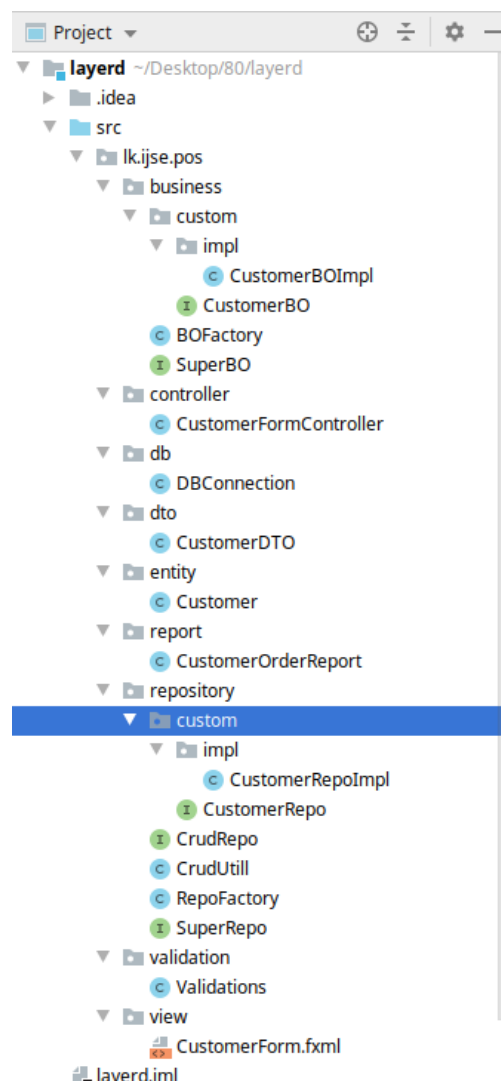 Project
layerd ~/Desktop/80/layerd
.idea
src
lk.ijse.pos
business
custom
impl
C CustomerBOImpl
I CustomerBO
C BOFactory
I SuperBO
controller
C CustomerFormController
db
C DBConnection
dto
C CustomerDTO
entity
C Customer
report
C CustomerOrderReport
repository
custom
impl
C CustomerRepoImpl
I CustomerRepo
I CrudRepo
C CrudUtill
C RepoFactory
I SuperRepo
validation
C Validations
view
CustomerForm.fxml
layerd.iml